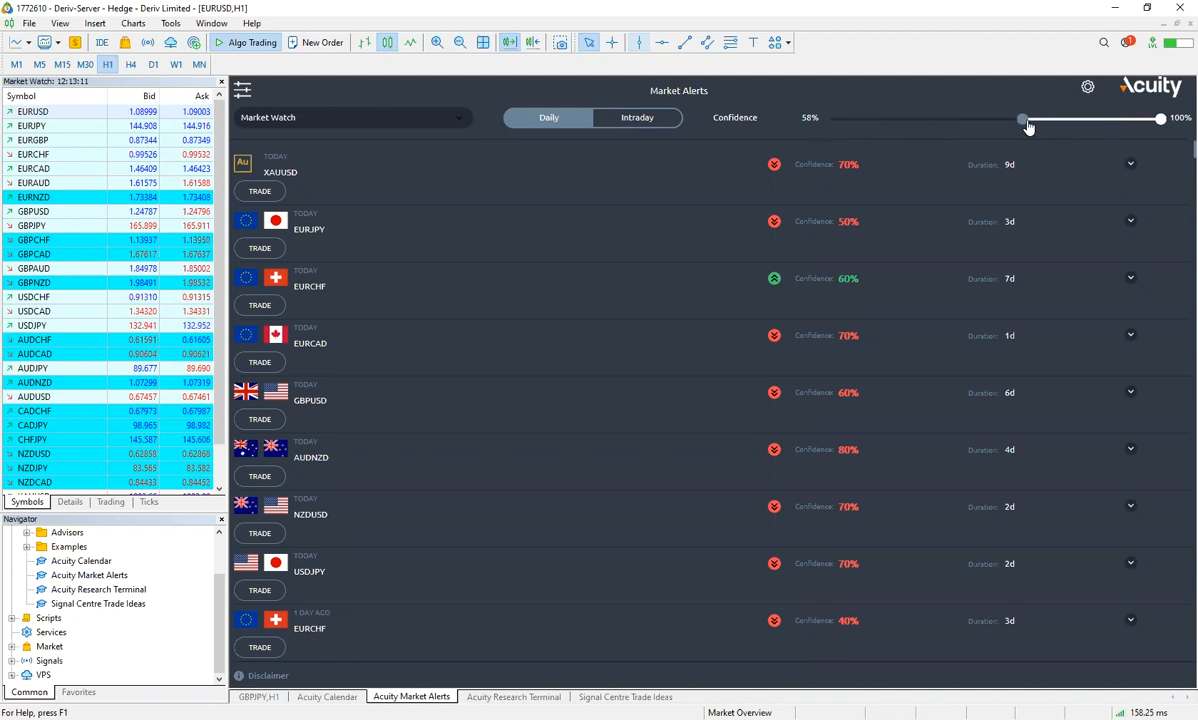 1772610 - Deriv-Server - Hedge - Deriv Limited - [EURUSD,H1]
File View Insert Charts Tools Window Help
IDE Algo Trading New Order 1 LVL
M1 M5 M15 M30 H1 H4 D1 W1 MN
Market Watch: 12:13:11
Symbol Bid Ask
EURUSD 1.08999 1.09003
EURJPY 144.908 144.916
EURGBP 0.87344 0.87349
EURCHF 0.99526 0.99532
EURCAD 1.46409 1.46423
EURAUD 1.61575 1.61588
EURNZD 1.73384 1.73408
GBPUSD 1.24787 1.24796
GBPJPY 165.899 165.911
GBPCHF 1.13937 1.13950
GBPCAD 1.67617 1.67637
GBPAUD 1.84978 1.85002
GBPNZD 1.98491 1.98532
USDCHF 0.91310 0.91315
USDCAD 1.34320 1.34331
USDJPY 132.941 132.952
AUDCHF 0.61591 0.61605
AUDCAD 0.90604 0.90621
AUDJPY 89.677 89.690
AUDNZD 1.07299 1.07319
AUDUSD 0.67457 0.67461
CADCHF 0.67973 0.67987
CADJPY 98.965 98.982
CHFJPY 145.587 145.606
NZDUSD 0.62858 0.62868
NZDJPY 83.565 83.582
NZDCAD 0.84433 0.84452
Symbols Details Trading Ticks
Navigator
Advisors
Examples
Acuity Calendar
Acuity Market Alerts
Acuity Research Terminal
Signal Centre Trade Ideas
Scripts
Services
Market
Signals
VPS
Common Favorites
For Help, press F1
Market Alerts
Acuity
Market Watch Daily Intraday Confidence 58% 100%
Au TODAY
XAUUSD Confidence: 70% Duration: 9d
TRADE
TODAY
EURJPY Confidence: 50% Duration: 3d
TRADE
TODAY
EURCHF Confidence: 60% Duration: 7d
TRADE
TODAY
EURCAD Confidence: 70% Duration: 1d
TRADE
TODAY
GBPUSD Confidence: 60% Duration: 6d
TRADE
TODAY
AUDNZD Confidence: 80% Duration: 4d
TRADE
TODAY
NZDUSD Confidence: 70% Duration: 2d
TRADE
TODAY
USDJPY Confidence: 70% Duration: 2d
TRADE
1 DAY AGO
EURCHF Confidence: 40% Duration: 3d
TRADE
Disclaimer
GBPJPY,H1 Acuity Calendar Acuity Market Alerts Acuity Research Terminal Signal Centre Trade Ideas
Market Overview 158.25 ms